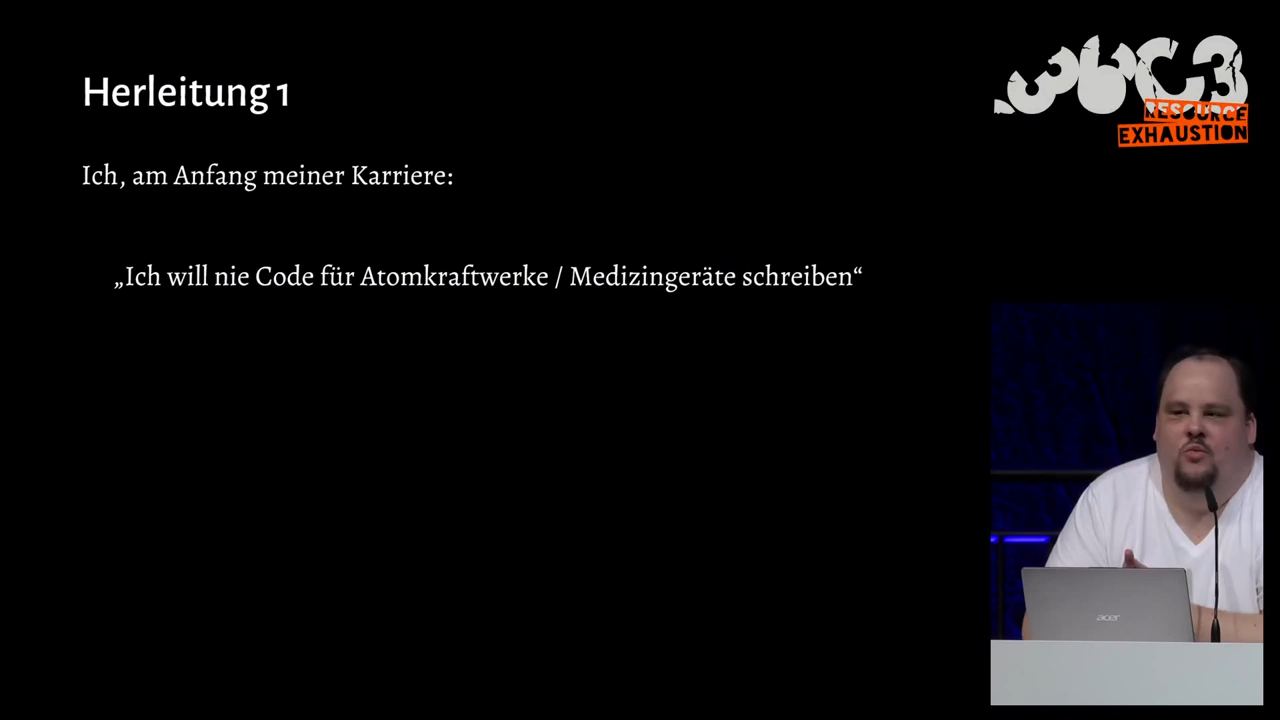 Herleitung 1
Ich, am Anfang meiner Karriere:
„Ich will nie Code für Atomkraftwerke / Medizingeräte schreiben“
36C3
RESOURCE
EXHAUSTION
acer